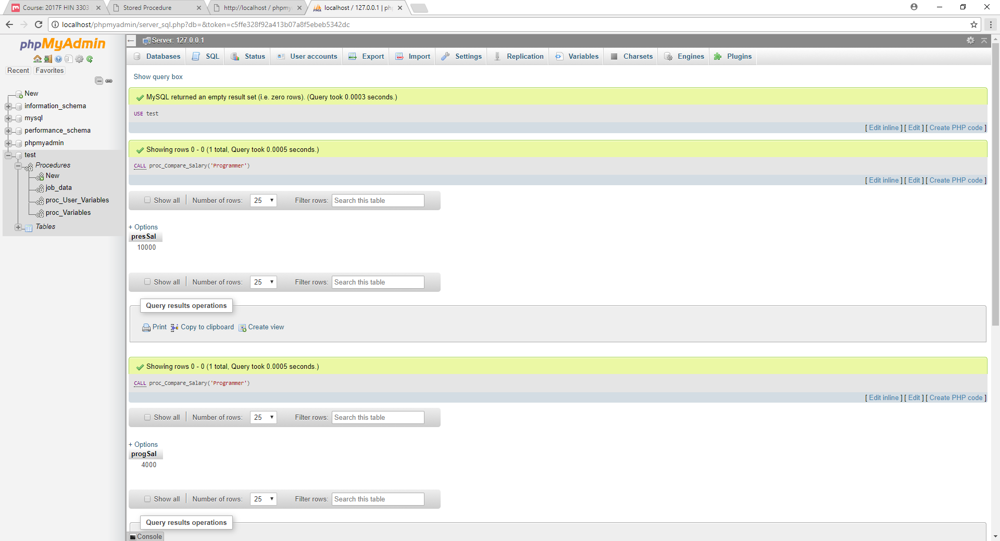 Course: 2017F HIN 3303
Stored Procedure
http://localhost / phpmy
localhost / 127.0.0.1 | ph
localhost/phpmyadmin/server_sql.php?db=&token=c5ffe328f92a413b07a8f5ebeb5342dc
phpMyAdmin
Recent Favorites
New
information_schema
mysql
performance_schema
phpmyadmin
test
Procedures
New
job_data
proc_User_Variables
proc_Variables
Tables
Server: 127.0.0.1
Databases SQL Status User accounts Export Import Settings Replication Variables Charsets Engines Plugins
Show query box
MySQL returned an empty result set (i.e. zero rows). (Query took 0.0003 seconds.)
USE test
[ Edit inline ] [ Edit ] [ Create PHP code ]
Showing rows 0 - 0 (1 total, Query took 0.0005 seconds.)
CALL proc_Compare_Salary('Programmer')
[ Edit inline ] [ Edit ] [ Create PHP code ]
Show all Number of rows: 25 Filter rows: Search this table
+ Options
presSal
10000
Show all Number of rows: 25 Filter rows: Search this table
Query results operations
Print Copy to clipboard Create view
Showing rows 0 - 0 (1 total, Query took 0.0005 seconds.)
CALL proc_Compare_Salary('Programmer')
[ Edit inline ] [ Edit ] [ Create PHP code ]
Show all Number of rows: 25 Filter rows: Search this table
+ Options
progSal
4000
Show all Number of rows: 25 Filter rows: Search this table
Query results operations
Console